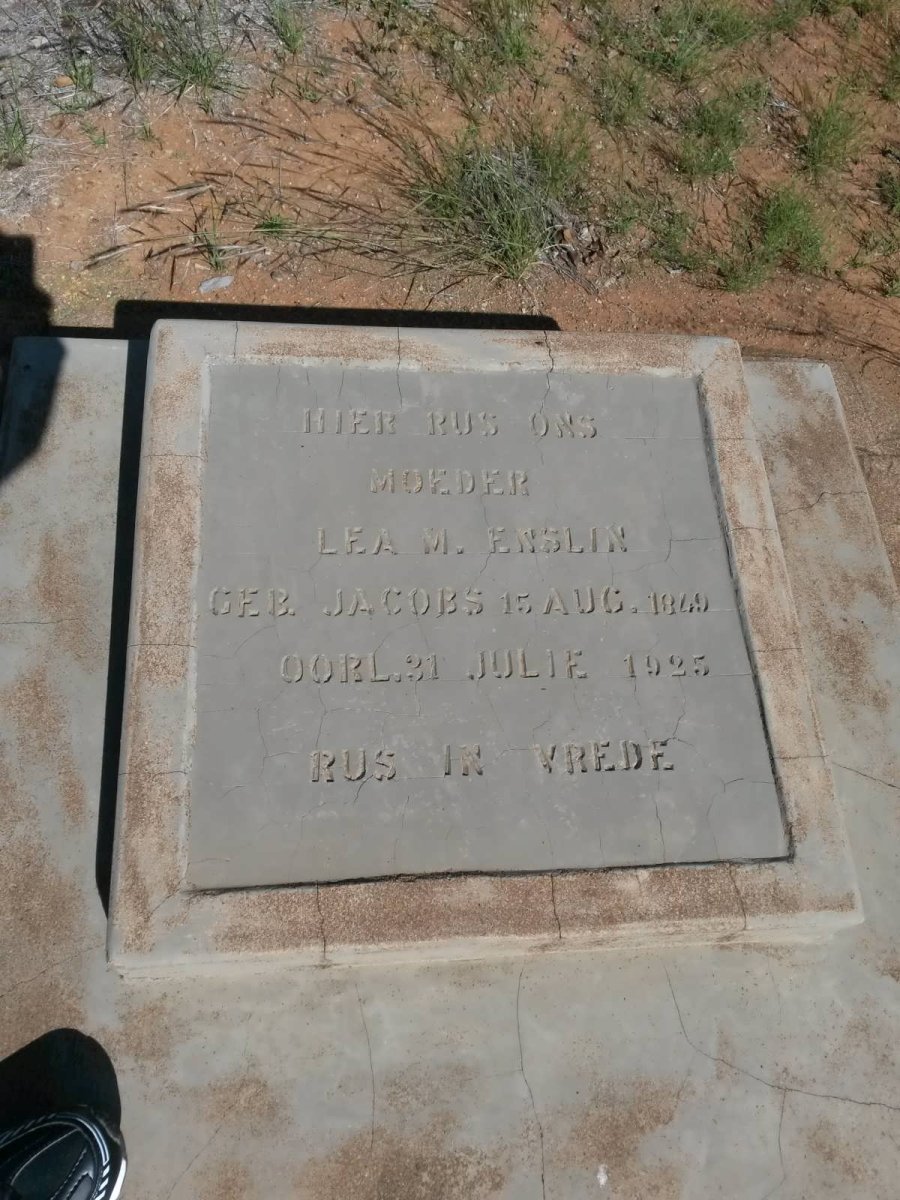 HIER RUS ONS
MOEDER
LEA M. ENSLIN
GEB. JACOBS 15 AUG. 1849
OORL. 31 JULIE 1925
RUS IN VREDE